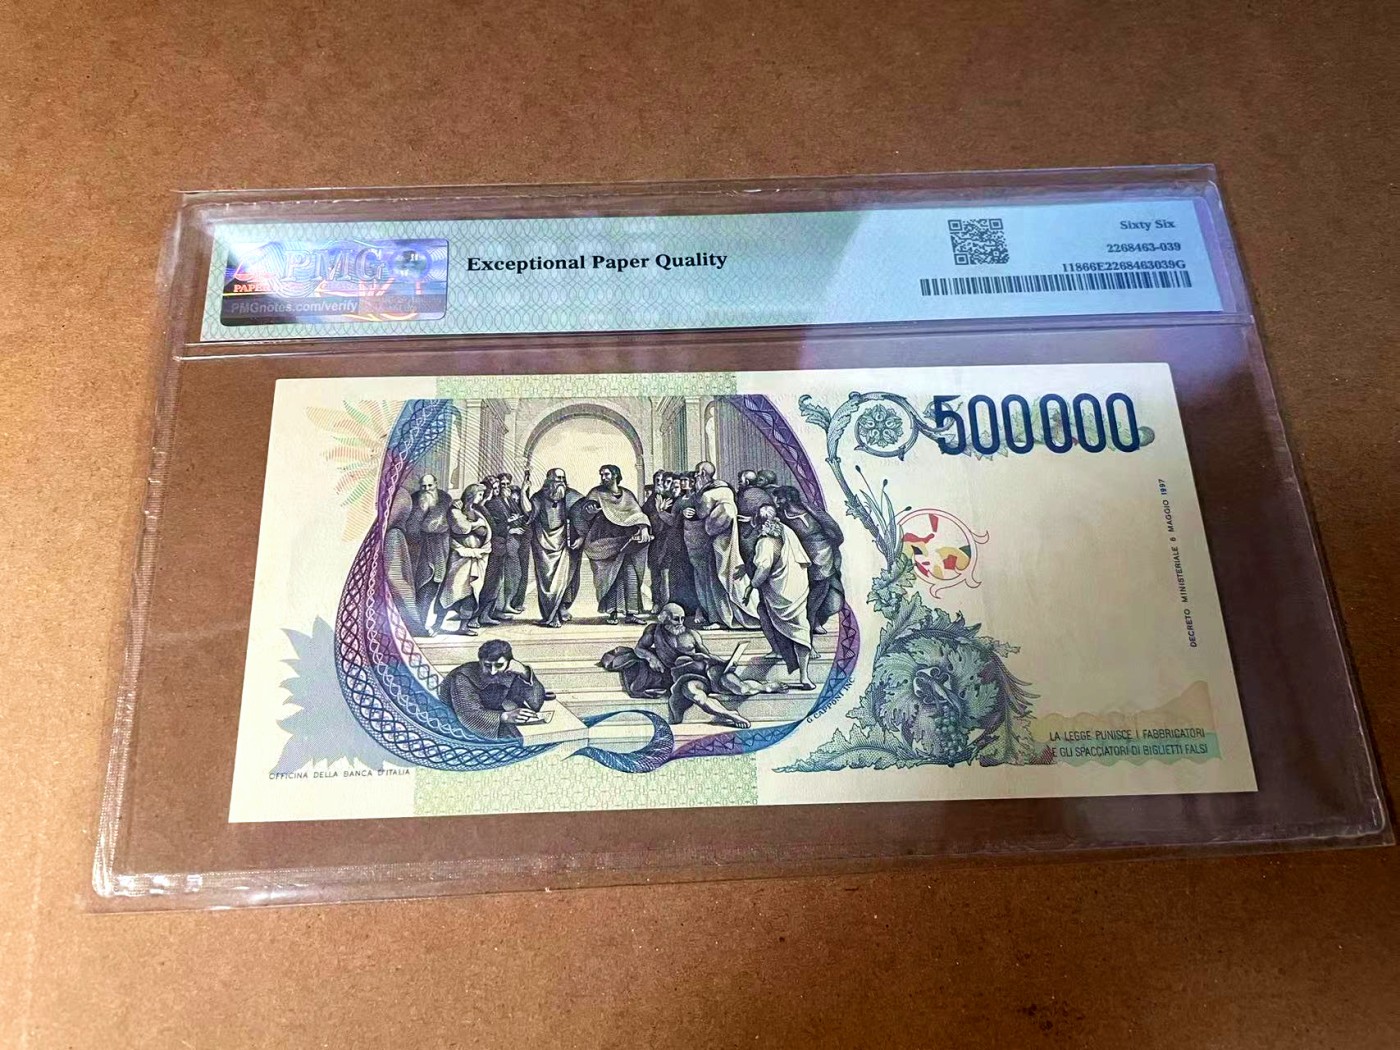 PMG
PAPER
PMGnotes.com/verify
Exceptional Paper Quality
Sixty Six
2268463-039
11866E2268463039G
500000
DECRETO MINISTERIALE 6 MAGGIO 1997
OFFICINA DELLA BANCA D'ITALIA
LA LEGGE PUNISCE I FABBRICATORI
E GLI SPACCIATORI DI BIGLIETTI FALSI